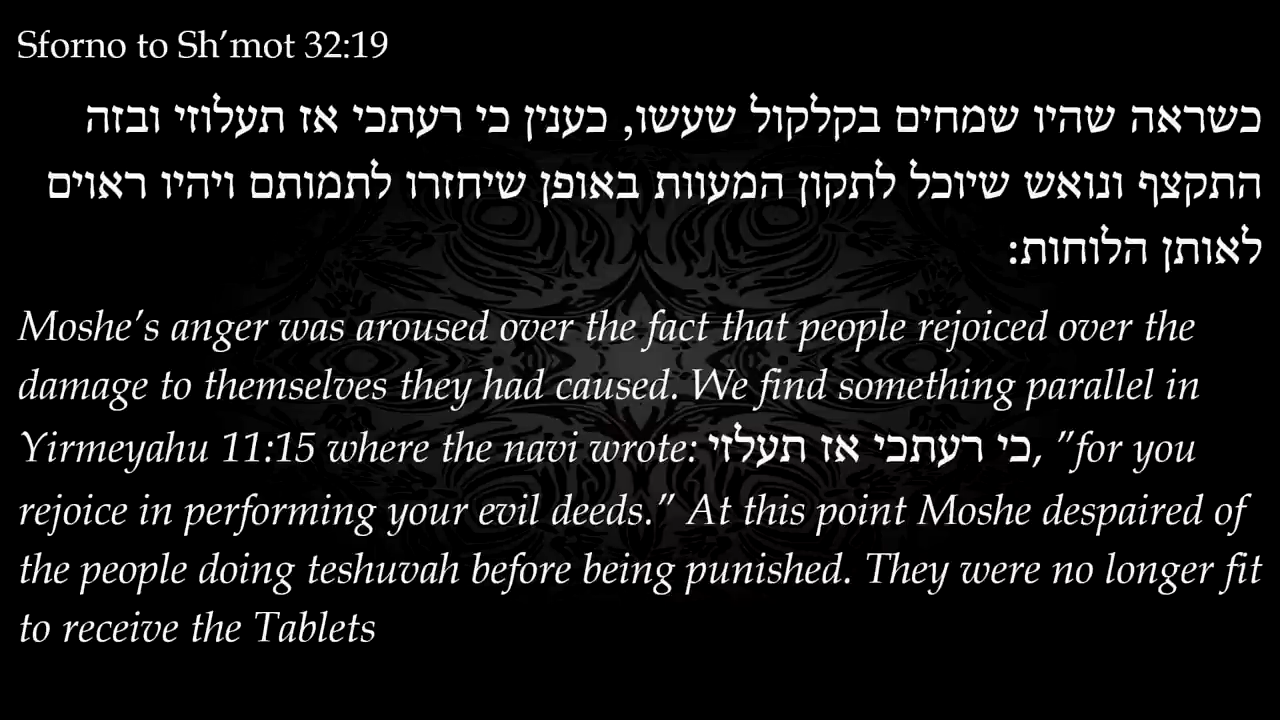 Sforno to Sh’mot 32:19
כשראה שהיו שמחים בקלקול שעשו, כענין כי רעתכי אז תעלוזי ובזה
התקצף ונואש שיוכל לתקון המעוות באופן שיחזרו לתמותם ויהיו ראוים
לאותן הלוחות:
Moshe’s anger was aroused over the fact that people rejoiced over the
damage to themselves they had caused. We find something parallel in
Yirmeyahu 11:15 where the navi wrote: כי רעתכי אז תעלזי, ”for you
rejoice in performing your evil deeds.” At this point Moshe despaired of
the people doing teshuvah before being punished. They were no longer fit
to receive the Tablets